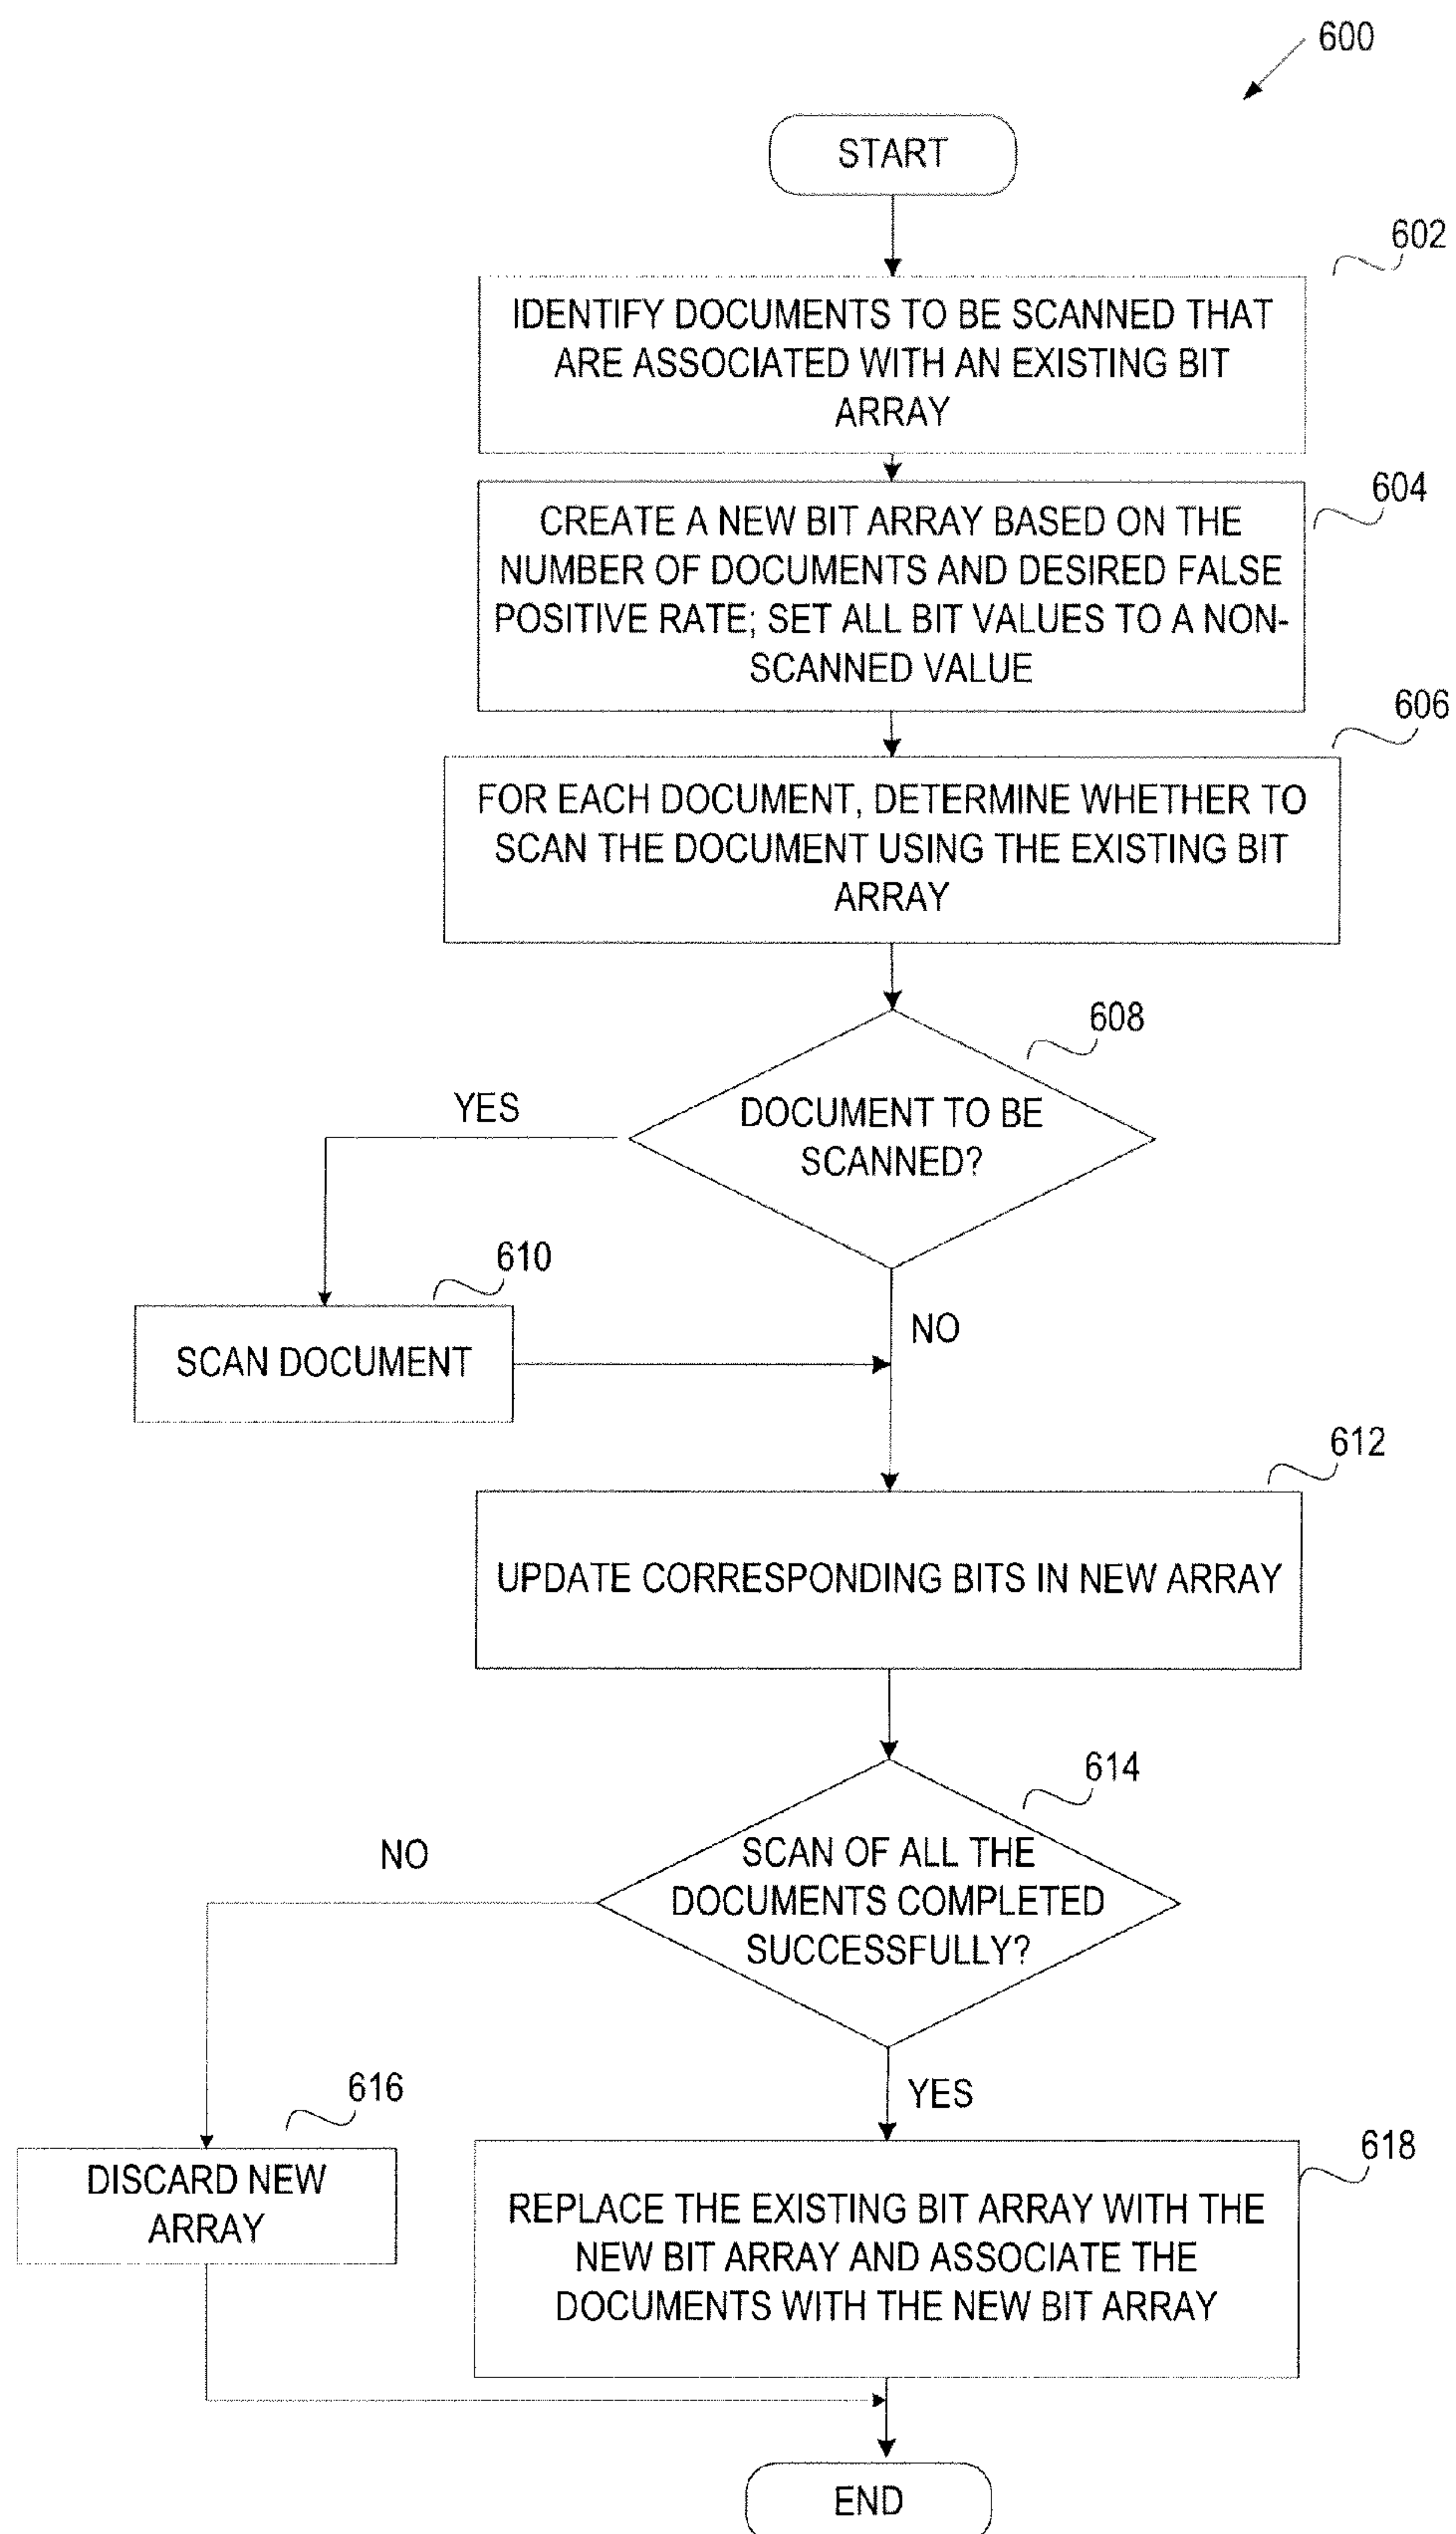 600
START
602
IDENTIFY DOCUMENTS TO BE SCANNED THAT
ARE ASSOCIATED WITH AN EXISTING BIT
ARRAY
604
CREATE A NEW BIT ARRAY BASED ON THE
NUMBER OF DOCUMENTS AND DESIRED FALSE
POSITIVE RATE; SET ALL BIT VALUES TO A NON-
SCANNED VALUE
606
FOR EACH DOCUMENT, DETERMINE WHETHER TO
SCAN THE DOCUMENT USING THE EXISTING BIT
ARRAY
608
YES
DOCUMENT TO BE
SCANNED?
610
NO
SCAN DOCUMENT
612
UPDATE CORRESPONDING BITS IN NEW ARRAY
614
NO
SCAN OF ALL THE
DOCUMENTS COMPLETED
SUCCESSFULLY?
616
YES
618
DISCARD NEW
ARRAY
REPLACE THE EXISTING BIT ARRAY WITH THE
NEW BIT ARRAY AND ASSOCIATE THE
DOCUMENTS WITH THE NEW BIT ARRAY
END